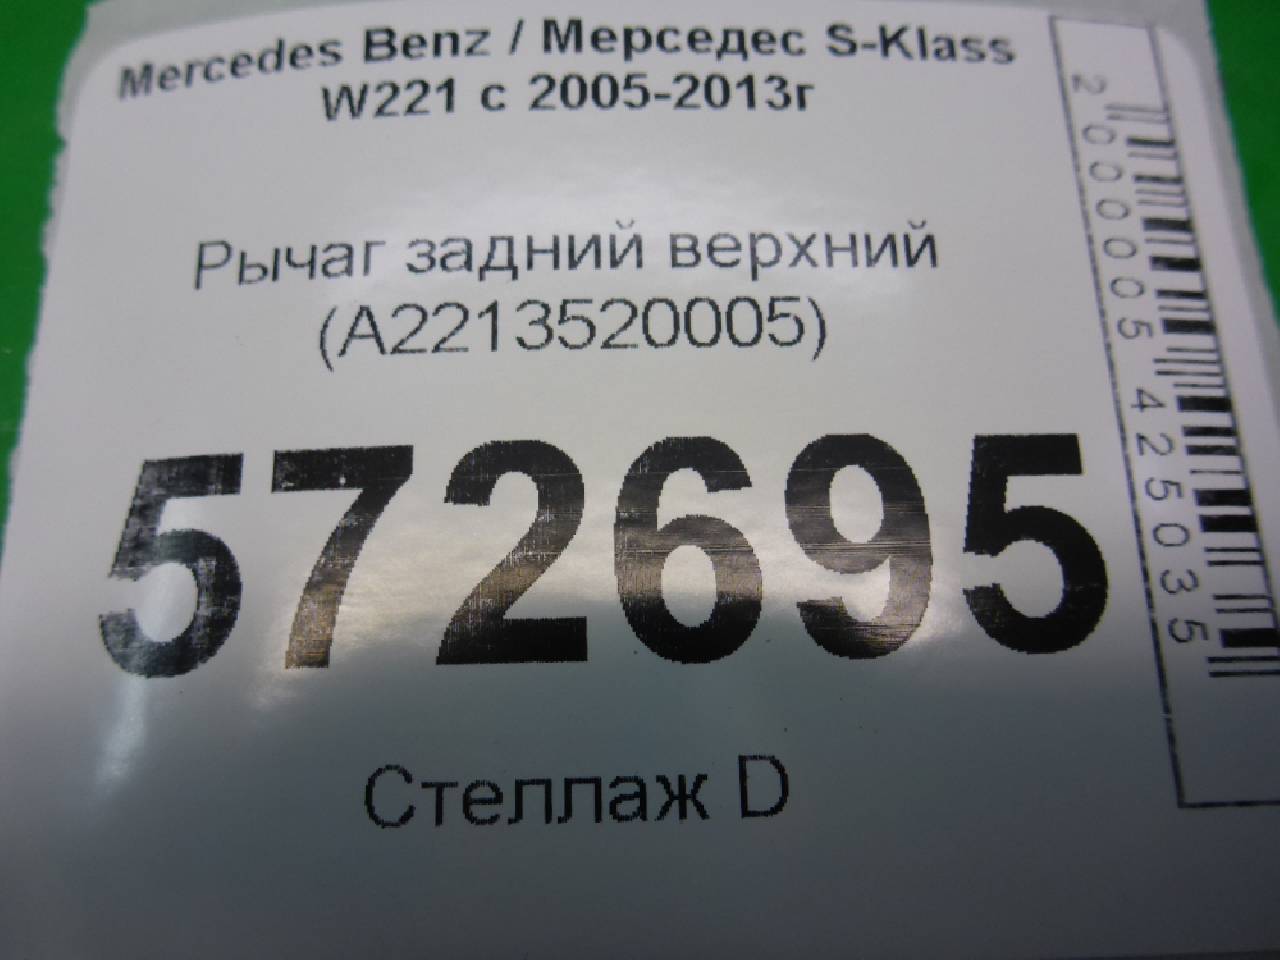 Mercedes Benz / Мерседес S-Klass
W221 с 2005-2013г
Рычаг задний верхний
(A2213520005)
572695
Стеллаж D
2000005425035